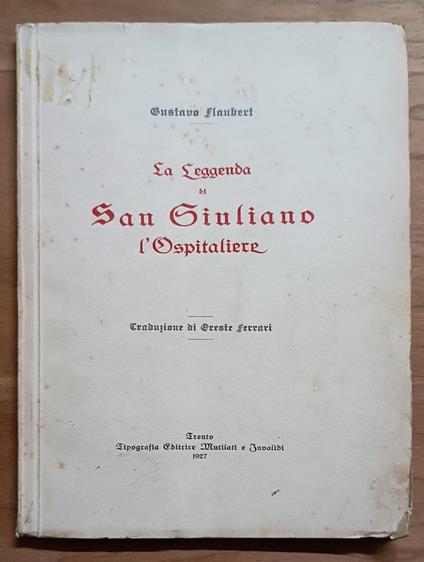 Gustavo Flaubert
La Leggenda
di
San Giuliano
l'Ospitaliere
Traduzione di Oreste Ferrari
Trento
Tipografia Editrice Mutilati e Invalidi
1927